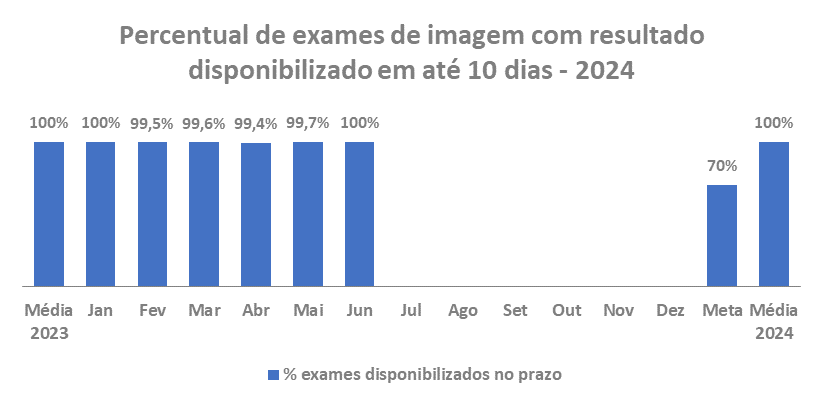 Percentual de exames de imagem com resultado
disponibilizado em até 10 dias - 2024
100% 100% 99,5% 99,6% 99,4% 99,7% 100% 70% 100%
Média 2023 Jan Fev Mar Abr Mai Jun Jul Ago Set Out Nov Dez Meta Média 2024
% exames disponibilizados no prazo